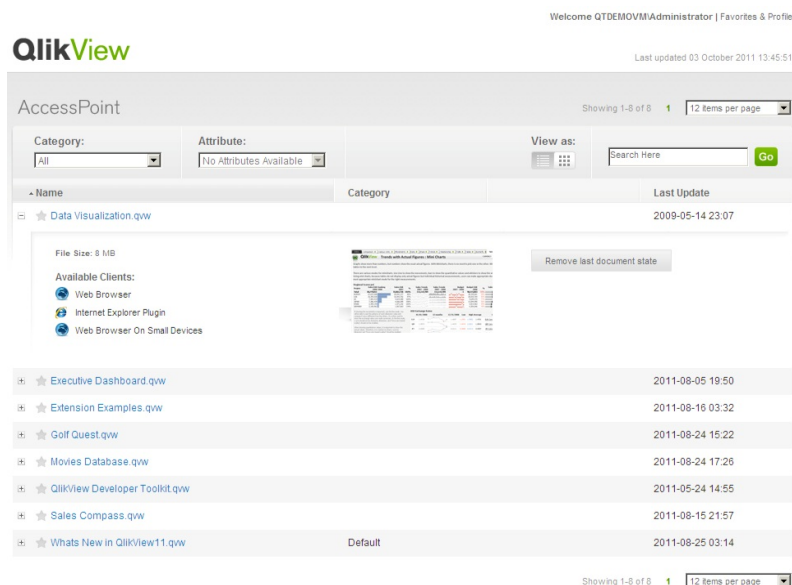 Welcome QTDEMOVM\Administrator | Favorites & Profile
QlikView
Last updated 03 October 2011 13:45:51
AccessPoint
Showing 1-8 of 8 1 12 items per page
Category: Attribute: View as:
All No Attributes Available Search Here Go
Name Category Last Update
Data Visualization.qvw 2009-05-14 23:07
File Size: 8 MB
QlikView Trends with Actual Figures : Mini Charts
Remove last document state
Available Clients:
Web Browser
Internet Explorer Plugin
Web Browser On Small Devices
Executive Dashboard.qvw 2011-08-05 19:50
Extension Examples.qvw 2011-08-16 03:32
Golf Quest.qvw 2011-08-24 15:22
Movies Database.qvw 2011-08-24 17:26
QlikView Developer Toolkit.qvw 2011-05-24 14:55
Sales Compass.qvw 2011-08-15 21:57
Whats New in QlikView11.qvw Default 2011-08-25 03:14
Showing 1-8 of 8 1 12 items per page